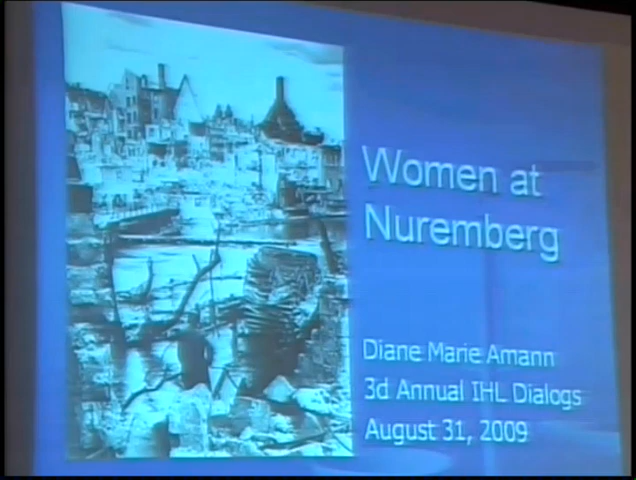 Women at
Nuremberg
Diane Marie Amann
3d Annual IHL Dialogs
August 31, 2009